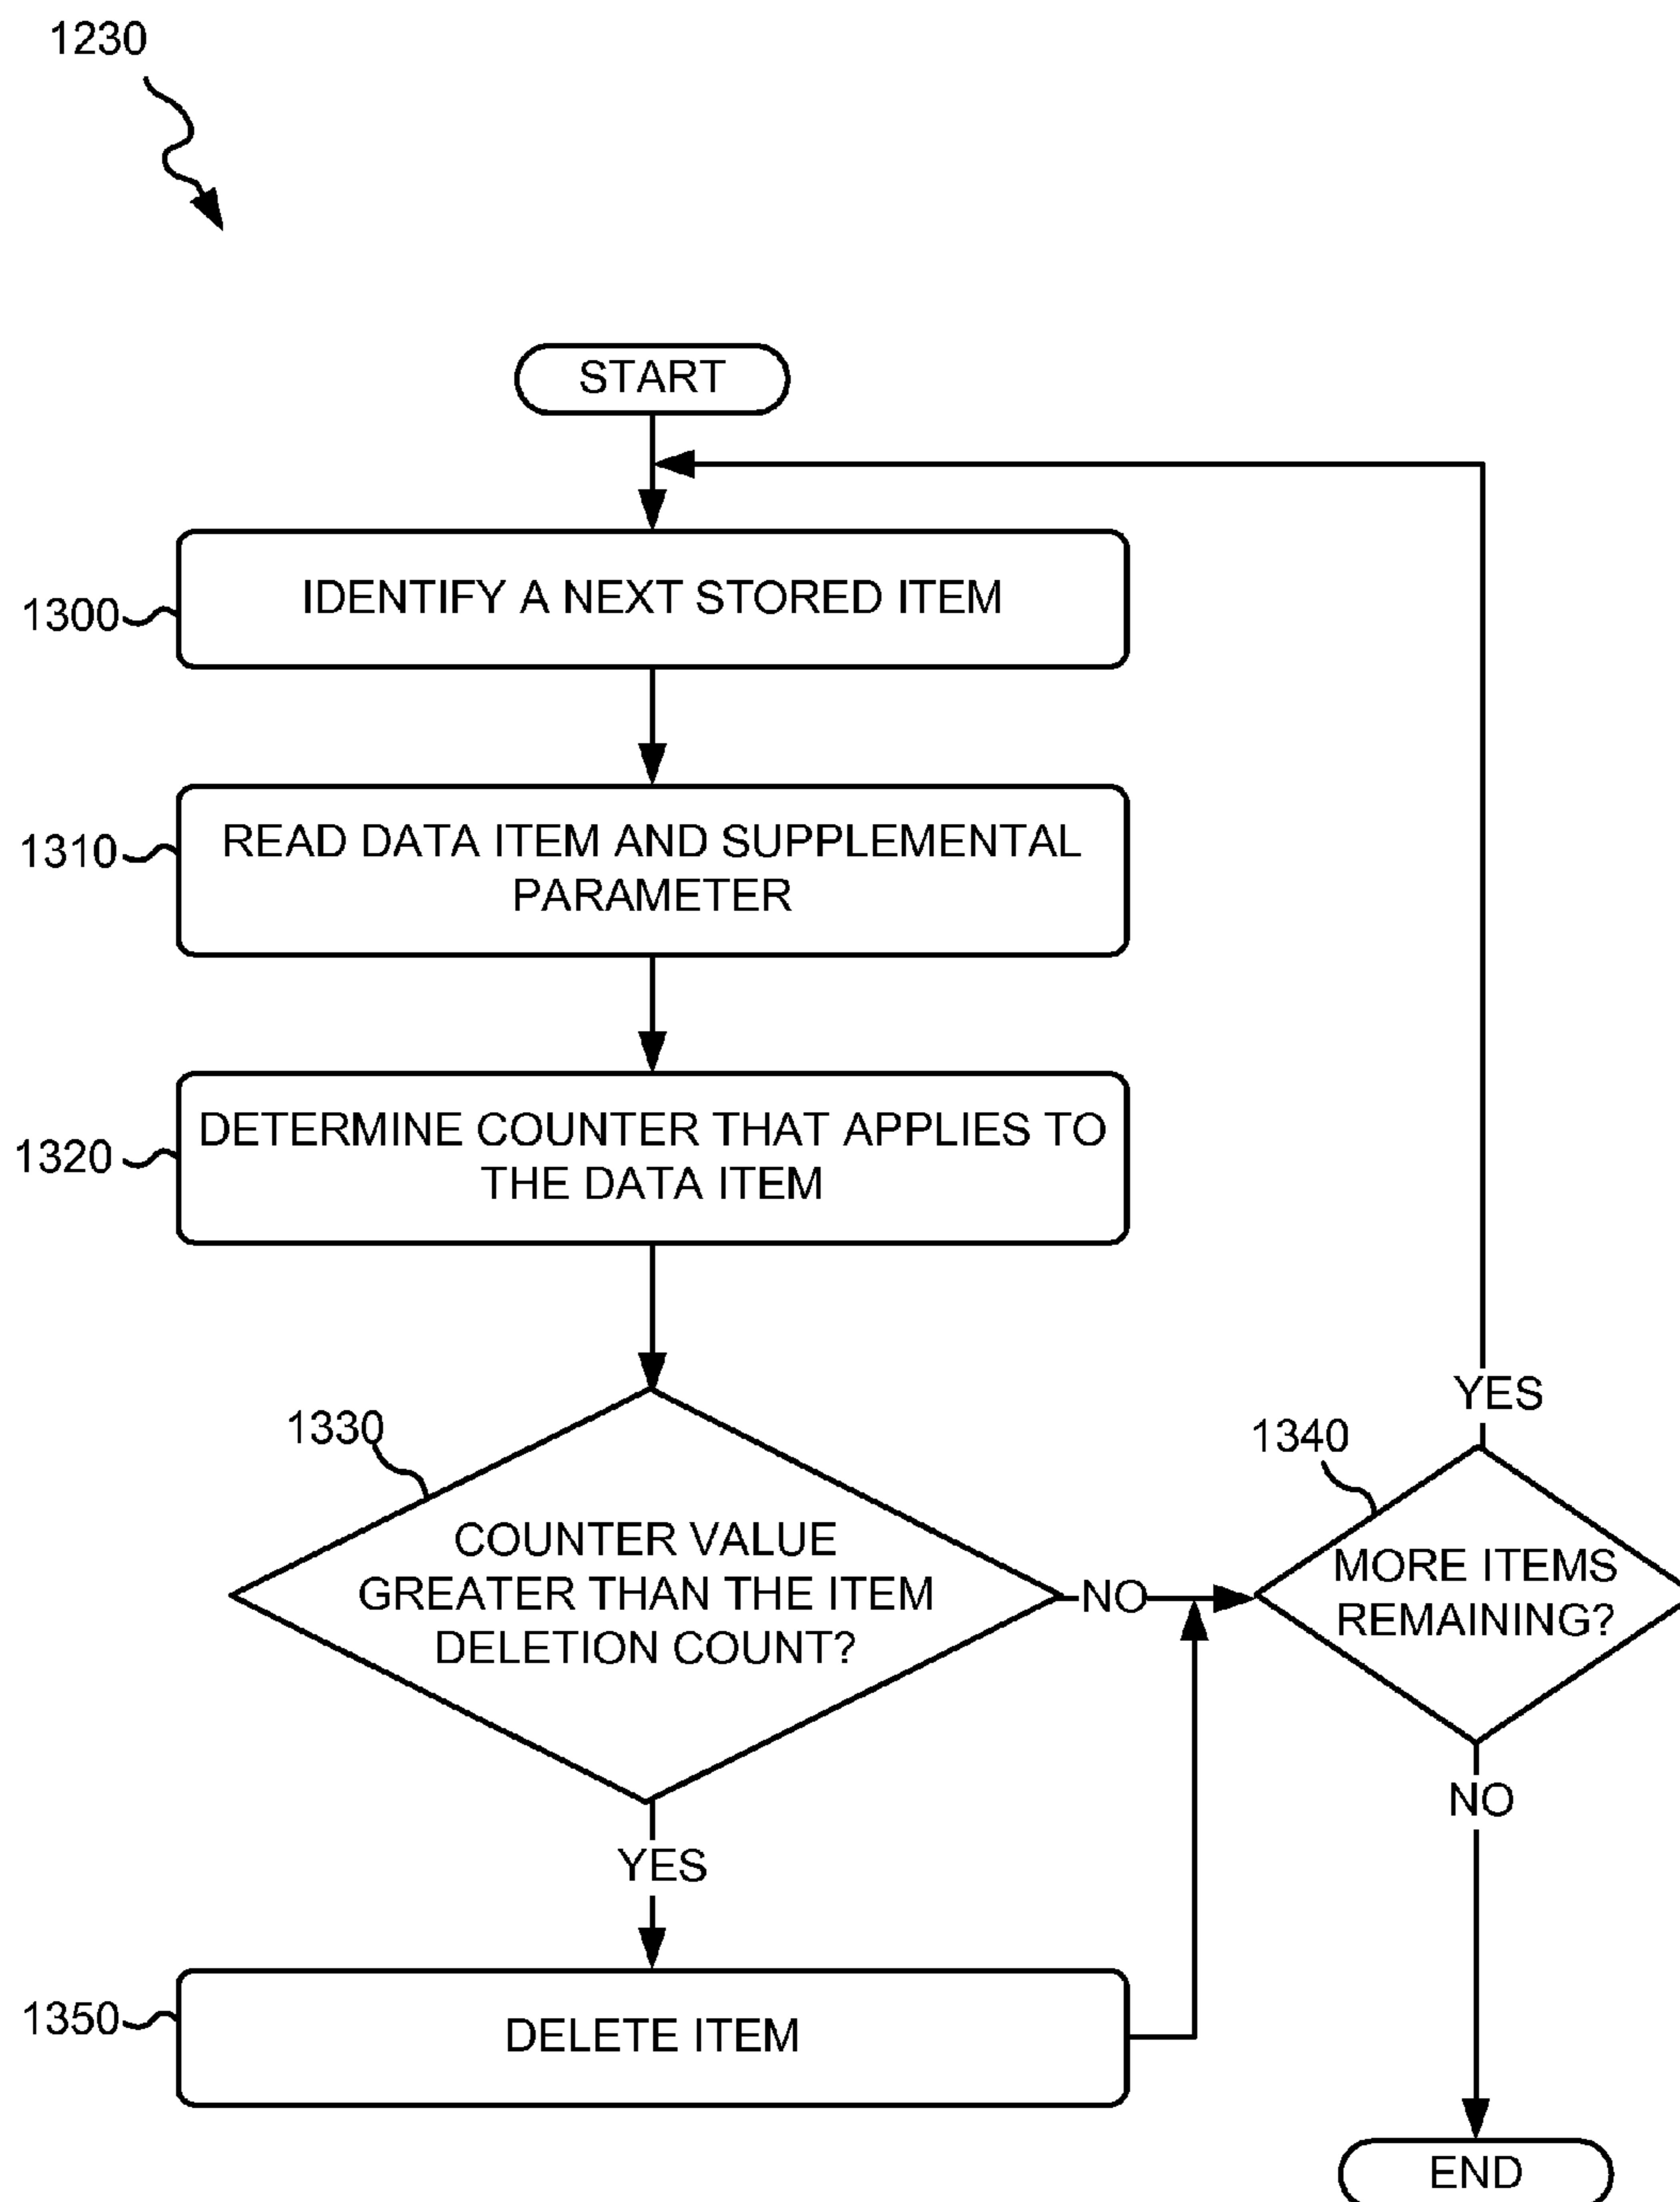 1230
START
1300
IDENTIFY A NEXT STORED ITEM
1310
READ DATA ITEM AND SUPPLEMENTAL
PARAMETER
1320
DETERMINE COUNTER THAT APPLIES TO
THE DATA ITEM
1330
COUNTER VALUE
GREATER THAN THE ITEM
DELETION COUNT?
NO
YES
1340
MORE ITEMS
REMAINING?
YES
NO
1350
DELETE ITEM
END